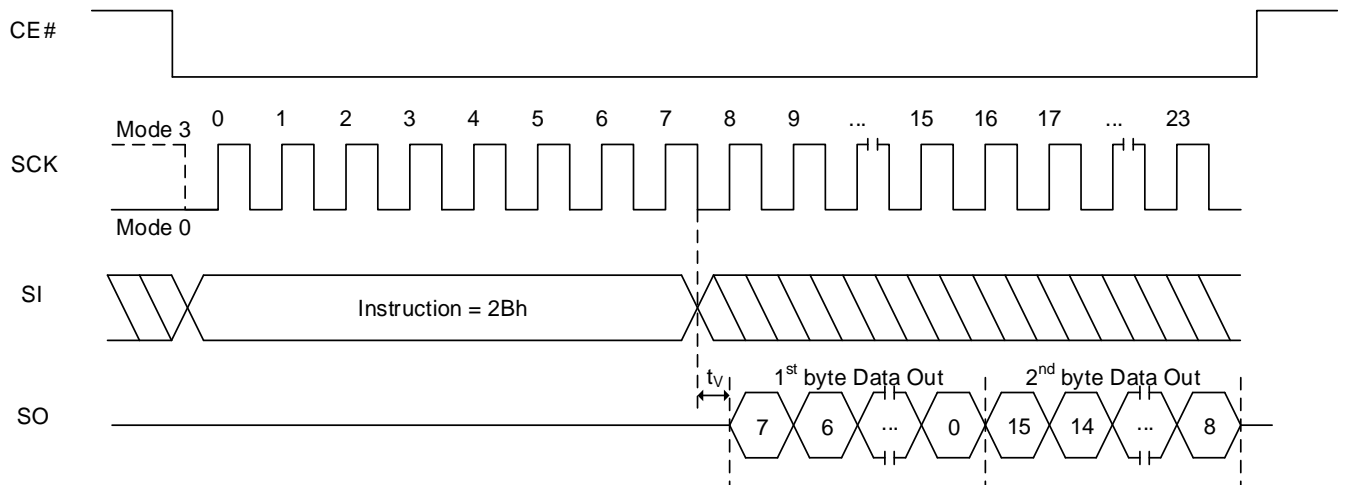 CE#
0 1 2 3 4 5 6 7 8 9 ... 15 16 17 ... 23
Mode 3
SCK
Mode 0
SI
Instruction = 2Bh
tV 1st byte Data Out 2nd byte Data Out
SO
7 6 ... 0 15 14 ... 8